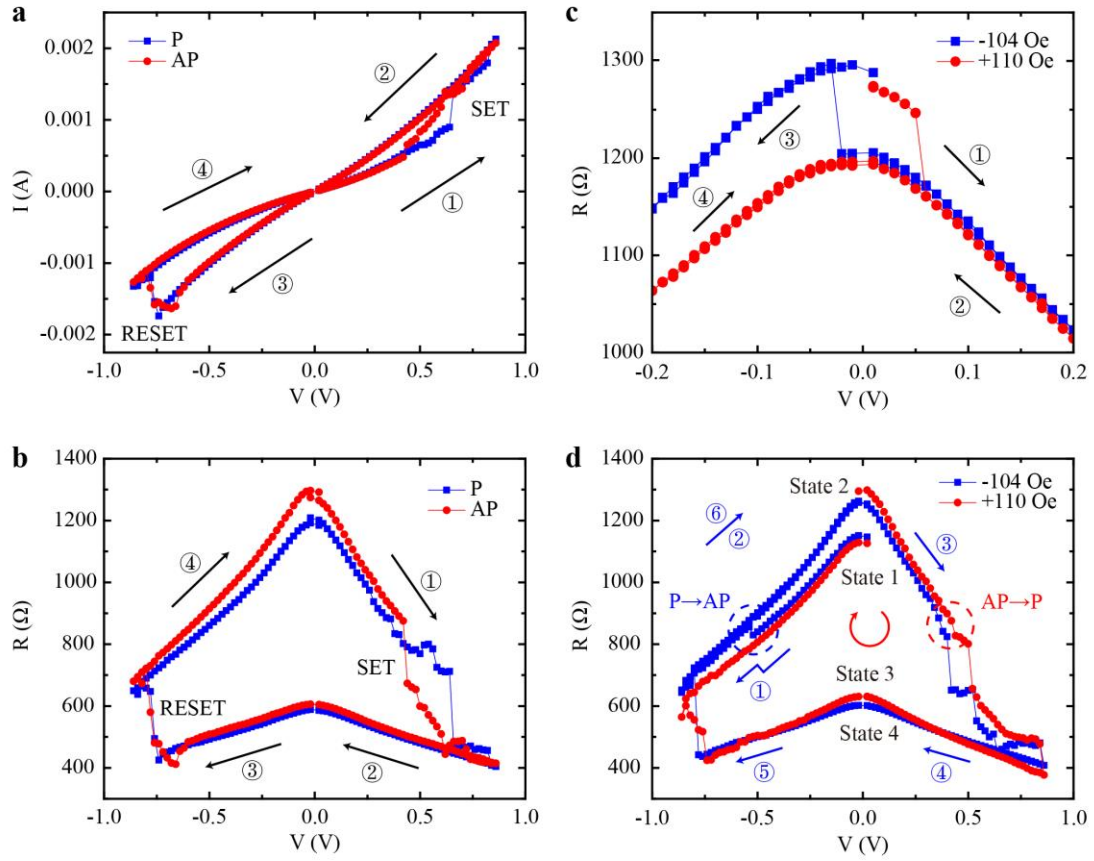 a
P
AP
②
SET
④
①
③
RESET
I (A)
0.002
0.001
0.000
-0.001
-0.002
-1.0 -0.5 0.0 0.5 1.0
V (V)
c
-104 Oe
+110 Oe
③
①
④
②
R (Ω)
1300
1200
1100
1000
-0.2 -0.1 0.0 0.1 0.2
V (V)
b
P
AP
④
①
SET
RESET
③
②
R (Ω)
1400
1200
1000
800
600
400
-1.0 -0.5 0.0 0.5 1.0
V (V)
d
-104 Oe
+110 Oe
State 2
⑥
②
③
State 1
P→AP
AP→P
①
State 3
State 4
⑤
④
R (Ω)
1400
1200
1000
800
600
400
-1.0 -0.5 0.0 0.5 1.0
V (V)